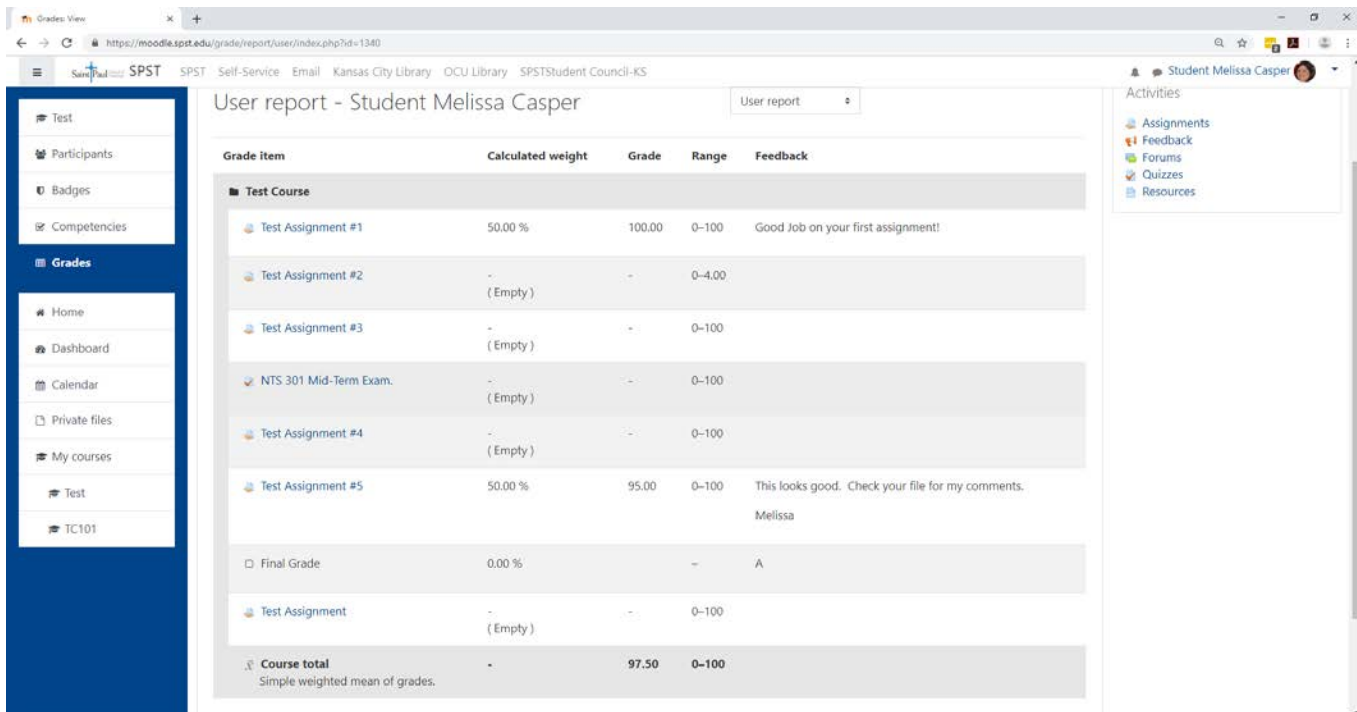 Grades: View
https://moodle.spst.edu/grade/report/user/index.php?id=1340
Saint Paul SPST SPST Self-Service Email Kansas City Library OCU Library SPSTStudent Council-KS Student Melissa Casper
Test
Participants
Badges
Competencies
Grades
Home
Dashboard
Calendar
Private files
My courses
Test
TC101
User report - Student Melissa Casper User report
Grade item Calculated weight Grade Range Feedback
Test Course
Test Assignment #1 50.00 % 100.00 0–100 Good Job on your first assignment!
Test Assignment #2 - - 0–4.00
( Empty )
Test Assignment #3 - - 0–100
( Empty )
NTS 301 Mid-Term Exam. - - 0–100
( Empty )
Test Assignment #4 - - 0–100
( Empty )
Test Assignment #5 50.00 % 95.00 0–100 This looks good. Check your file for my comments.
Melissa
Final Grade 0.00 % – A
Test Assignment - - 0–100
( Empty )
Course total - 97.50 0–100
Simple weighted mean of grades.
Activities
Assignments
Feedback
Forums
Quizzes
Resources